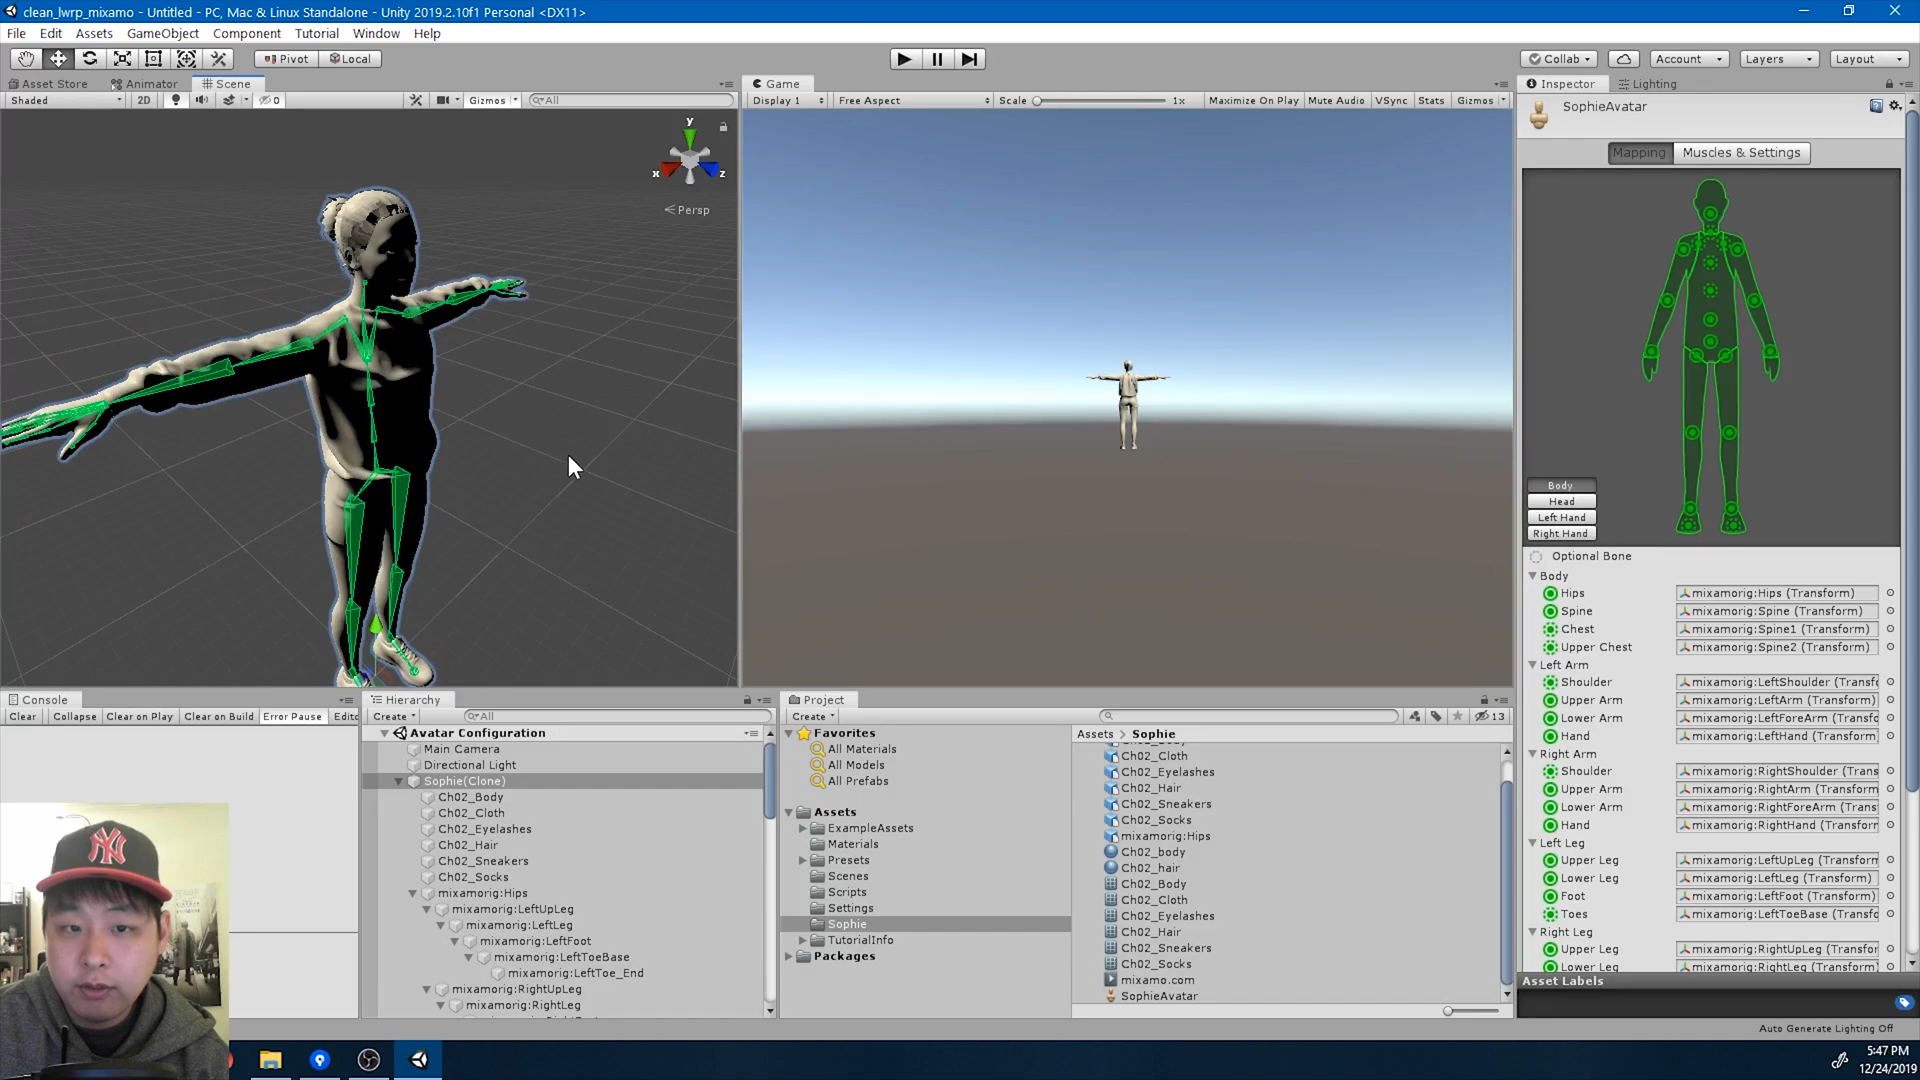 clean_lwrp_mixamo - Untitled - PC, Mac & Linux Standalone - Unity 2019.2.10f1 Personal <DX11>
File Edit Assets GameObject Component Tutorial Window Help
Pivot Local Collab Account Layers Layout
Asset Store Animator Scene
Shaded 2D 0 Gizmos All
y
x z
Persp
Game
Display 1 Free Aspect Scale 1x Maximize On Play Mute Audio VSync Stats Gizmos
Inspector Lighting
SophieAvatar
Mapping Muscles & Settings
Body
Head
Left Hand
Right Hand
Optional Bone
Body
Hips mixamorig:Hips (Transform)
Spine mixamorig:Spine (Transform)
Chest mixamorig:Spine1 (Transform)
Upper Chest mixamorig:Spine2 (Transform)
Left Arm
Shoulder mixamorig:LeftShoulder (Transf
Upper Arm mixamorig:LeftArm (Transform)
Lower Arm mixamorig:LeftForeArm (Transfo
Hand mixamorig:LeftHand (Transform)
Right Arm
Shoulder mixamorig:RightShoulder (Trans
Upper Arm mixamorig:RightArm (Transform)
Lower Arm mixamorig:RightForeArm (Trans
Hand mixamorig:RightHand (Transforr
Left Leg
Upper Leg mixamorig:LeftUpLeg (Transform
Lower Leg mixamorig:LeftLeg (Transform)
Foot mixamorig:LeftFoot (Transform)
Toes mixamorig:LeftToeBase (Transfo
Right Leg
Upper Leg mixamorig:RightUpLeg (Transfor
Lower Leg mixamorig:RightLeg (Transform)
Asset Labels
Console
Clear Collapse Clear on Play Clear on Build Error Pause Edito
Hierarchy
Create All
Avatar Configuration
Main Camera
Directional Light
Sophie(Clone)
Ch02_Body
Ch02_Cloth
Ch02_Eyelashes
Ch02_Hair
Ch02_Sneakers
Ch02_Socks
mixamorig:Hips
mixamorig:LeftUpLeg
mixamorig:LeftLeg
mixamorig:LeftFoot
mixamorig:LeftToeBase
mixamorig:LeftToe_End
mixamorig:RightUpLeg
mixamorig:RightLeg
Project
Create 13
Favorites
All Materials
All Models
All Prefabs
Assets
ExampleAssets
Materials
Presets
Scenes
Scripts
Settings
Sophie
TutorialInfo
Packages
Assets > Sophie
Ch02_Body
Ch02_Cloth
Ch02_Eyelashes
Ch02_Hair
Ch02_Sneakers
Ch02_Socks
mixamorig:Hips
Ch02_body
Ch02_hair
Ch02_Body
Ch02_Cloth
Ch02_Eyelashes
Ch02_Hair
Ch02_Sneakers
Ch02_Socks
mixamo.com
SophieAvatar
Auto Generate Lighting Off
5:47 PM
12/24/2019